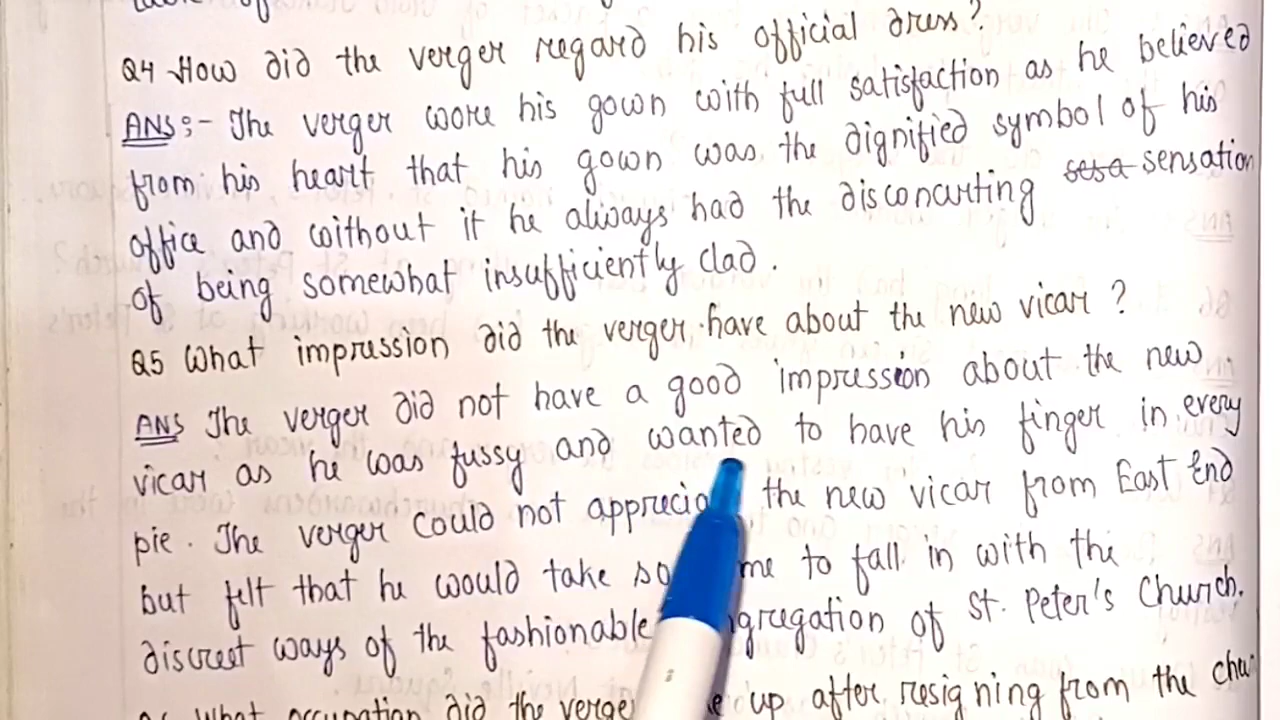 Q4 How did the verger regard his official dress?
ANS:- The verger wore his gown with full satisfaction as he believed
from his heart that his gown was the dignified symbol of his
office and without it he always had the disconcurting sesa sensation
of being somewhat insufficiently clad.
Q5 What impression did the verger have about the new vicar?
ANS The verger did not have a good impression about the new
vicar as he was fussy and wanted to have his finger in every
pie. The verger could not the new vicar from East End
but felt that he would take to fall in with the
discreet ways of the fashionable of St. Peter's Church.
What occupation did the verger up after resigning from the